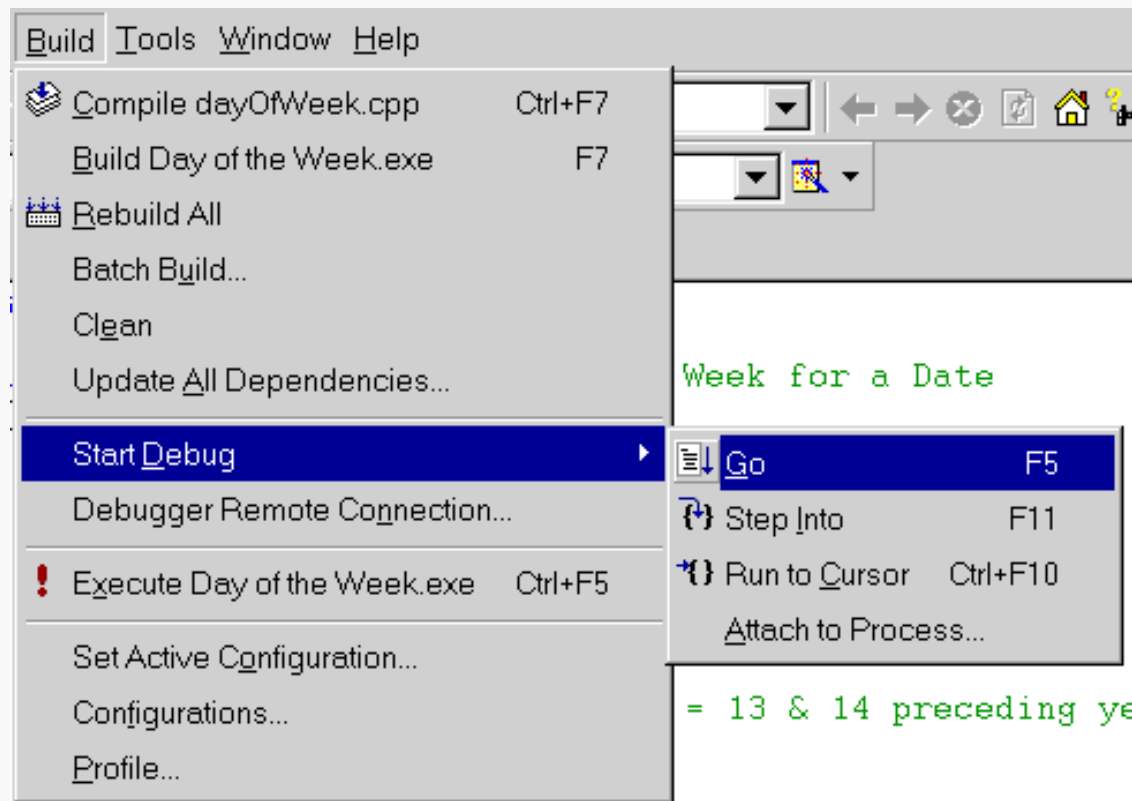 Build Tools Window Help
Compile dayOfWeek.cpp Ctrl+F7
Build Day of the Week.exe F7
Rebuild All
Batch Build...
Clean
Update All Dependencies...
Week for a Date
Start Debug
Go F5
Debugger Remote Connection...
Step Into F11
Execute Day of the Week.exe Ctrl+F5
Run to Cursor Ctrl+F10
Attach to Process...
Set Active Configuration...
Configurations...
= 13 & 14 preceding ye
Profile...